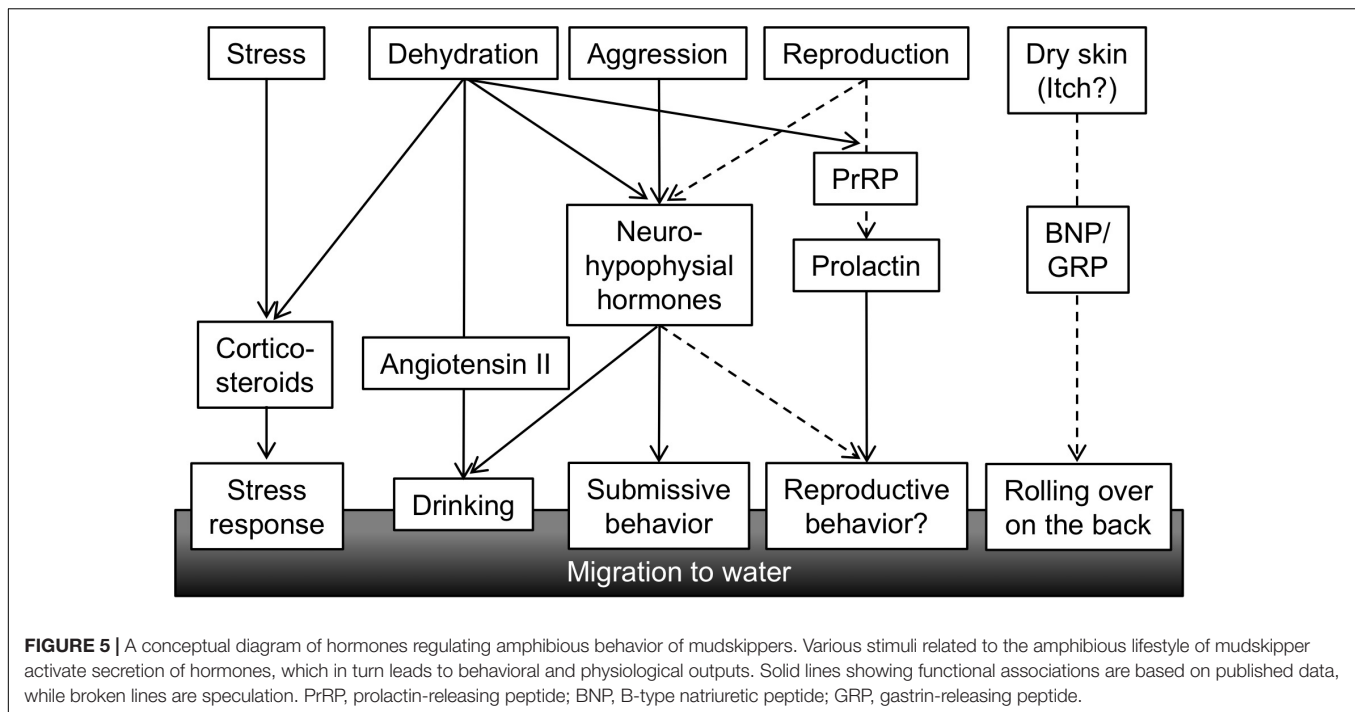 Stress
Dehydration
Aggression
Reproduction
Dry skin
(Itch?)
PrRP
Neuro-
hypophysial
hormones
BNP/
GRP
Prolactin
Cortico-
steroids
Angiotensin II
Stress
response
Drinking
Submissive
behavior
Reproductive
behavior?
Rolling over
on the back
Migration to water
FIGURE 5 | A conceptual diagram of hormones regulating amphibious behavior of mudskippers. Various stimuli related to the amphibious lifestyle of mudskipper
activate secretion of hormones, which in turn leads to behavioral and physiological outputs. Solid lines showing functional associations are based on published data,
while broken lines are speculation. PrRP, prolactin-releasing peptide; BNP, B-type natriuretic peptide; GRP, gastrin-releasing peptide.